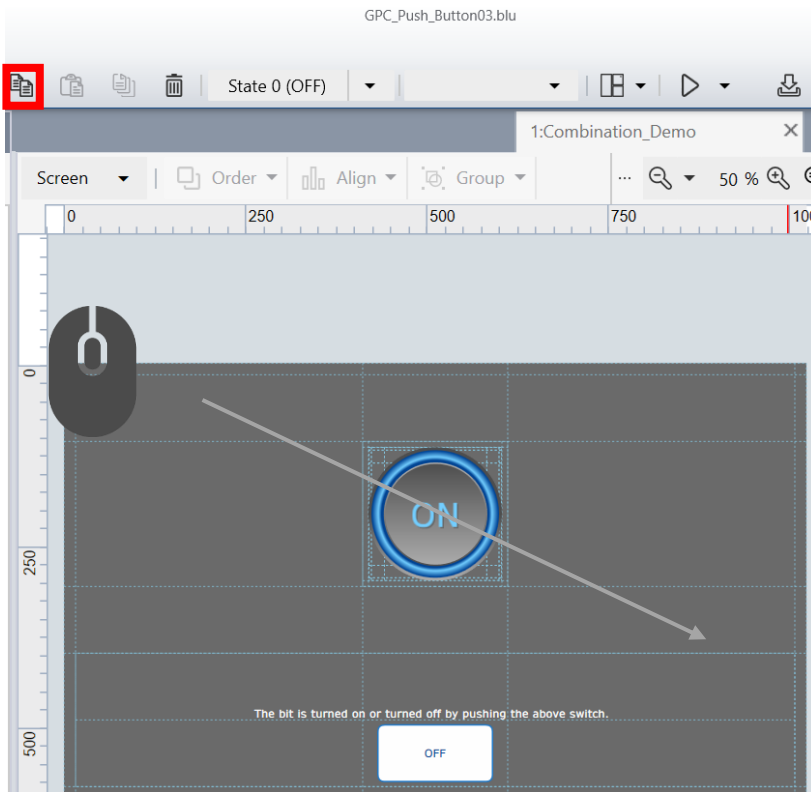 GPC_Push_Button03.blu
State 0 (OFF)
1:Combination_Demo
Screen Order Align Group ... 50 %
0 250 500 750 100
0
ON
250
The bit is turned on or turned off by pushing the above switch.
500
OFF